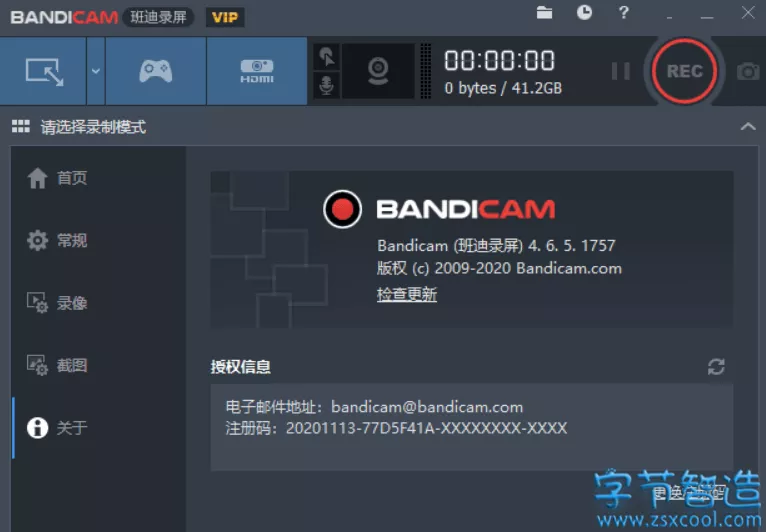 BANDICAM 班迪录屏 VIP
HDMI
00:00:00
0 bytes / 41.2GB
REC
请选择录制模式
首页
常规
录像
截图
关于
BANDICAM
Bandicam (班迪录屏) 4. 6. 5. 1757
版权 (c) 2009-2020 Bandicam.com
检查更新
授权信息
电子邮件地址：bandicam@bandicam.com
注册码：20201113-77D5F41A-XXXXXXXX-XXXX
更换
字节智造
www.zsxcool.com